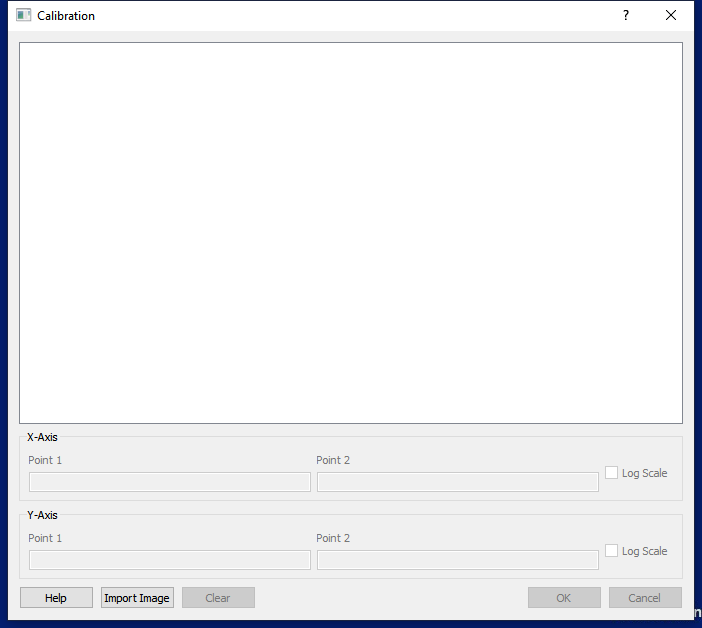 Calibration ?
X-Axis
Point 1 Point 2
Log Scale
Y-Axis
Point 1 Point 2
Log Scale
Help Import Image Clear OK Cancel
n